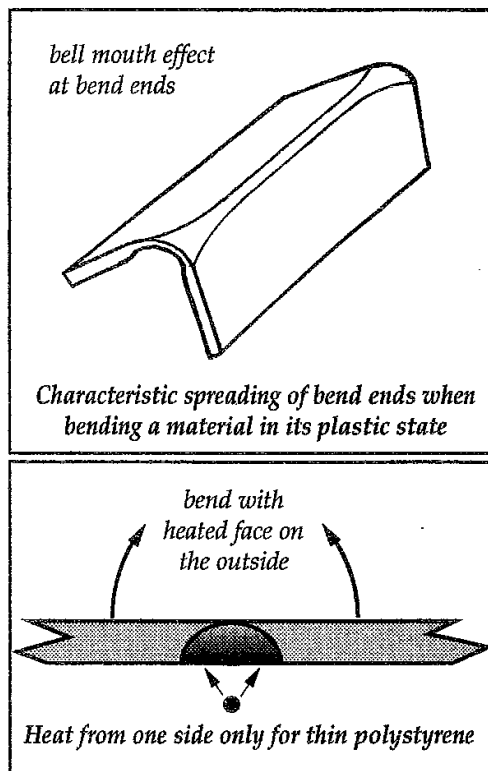 bell mouth effect
at bend ends
Characteristic spreading of bend ends when
bending a material in its plastic state
bend with
heated face on
the outside
Heat from one side only for thin polystyrene